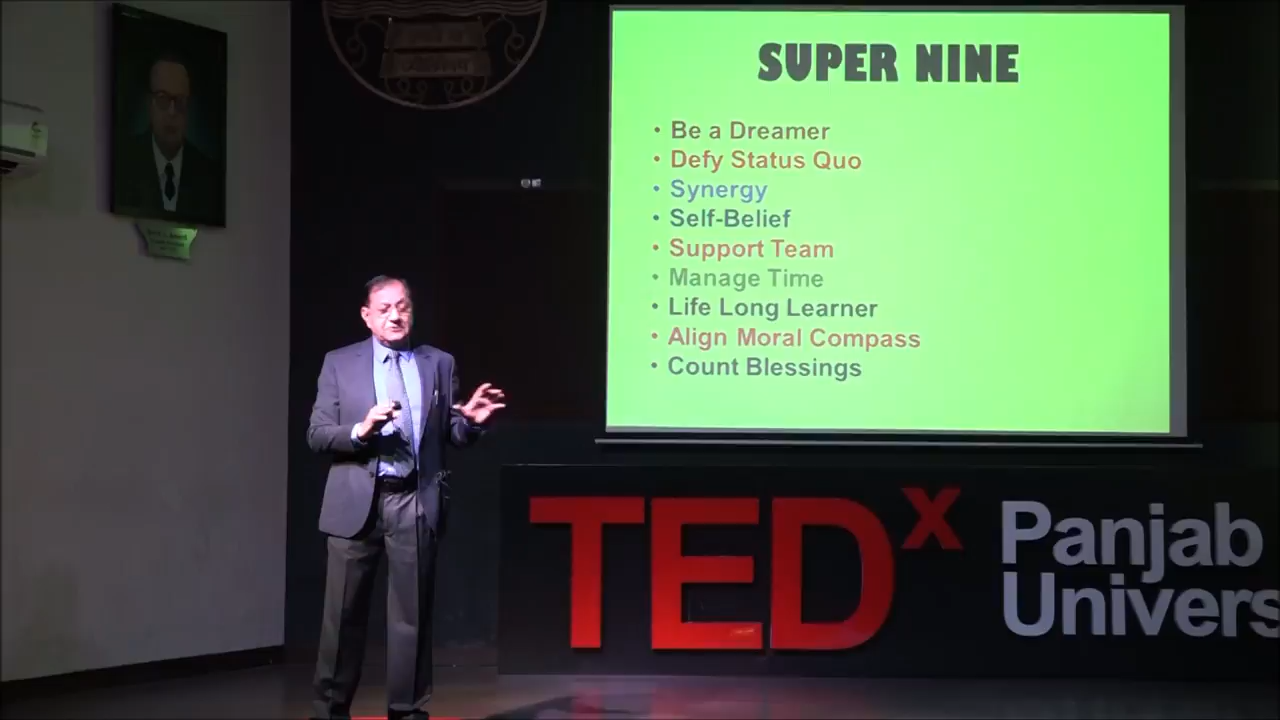 SUPER NINE
• Be a Dreamer
• Defy Status Quo
• Synergy
• Self-Belief
• Support Team
• Manage Time
• Life Long Learner
• Align Moral Compass
• Count Blessings
TEDx Panjab
Univers